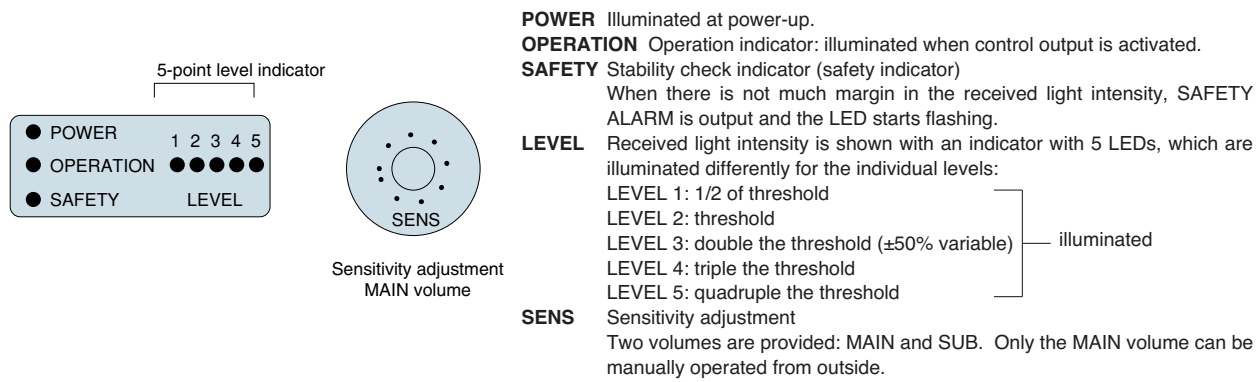 5-point level indicator
POWER
1 2 3 4 5
OPERATION
SAFETY
LEVEL
SENS
Sensitivity adjustment
MAIN volume
POWER Illuminated at power-up.
OPERATION Operation indicator: illuminated when control output is activated.
SAFETY Stability check indicator (safety indicator)
When there is not much margin in the received light intensity, SAFETY
ALARM is output and the LED starts flashing.
LEVEL Received light intensity is shown with an indicator with 5 LEDs, which are
illuminated differently for the individual levels:
LEVEL 1: 1/2 of threshold
LEVEL 2: threshold
LEVEL 3: double the threshold (±50% variable)
illuminated
LEVEL 4: triple the threshold
LEVEL 5: quadruple the threshold
SENS Sensitivity adjustment
Two volumes are provided: MAIN and SUB. Only the MAIN volume can be
manually operated from outside.